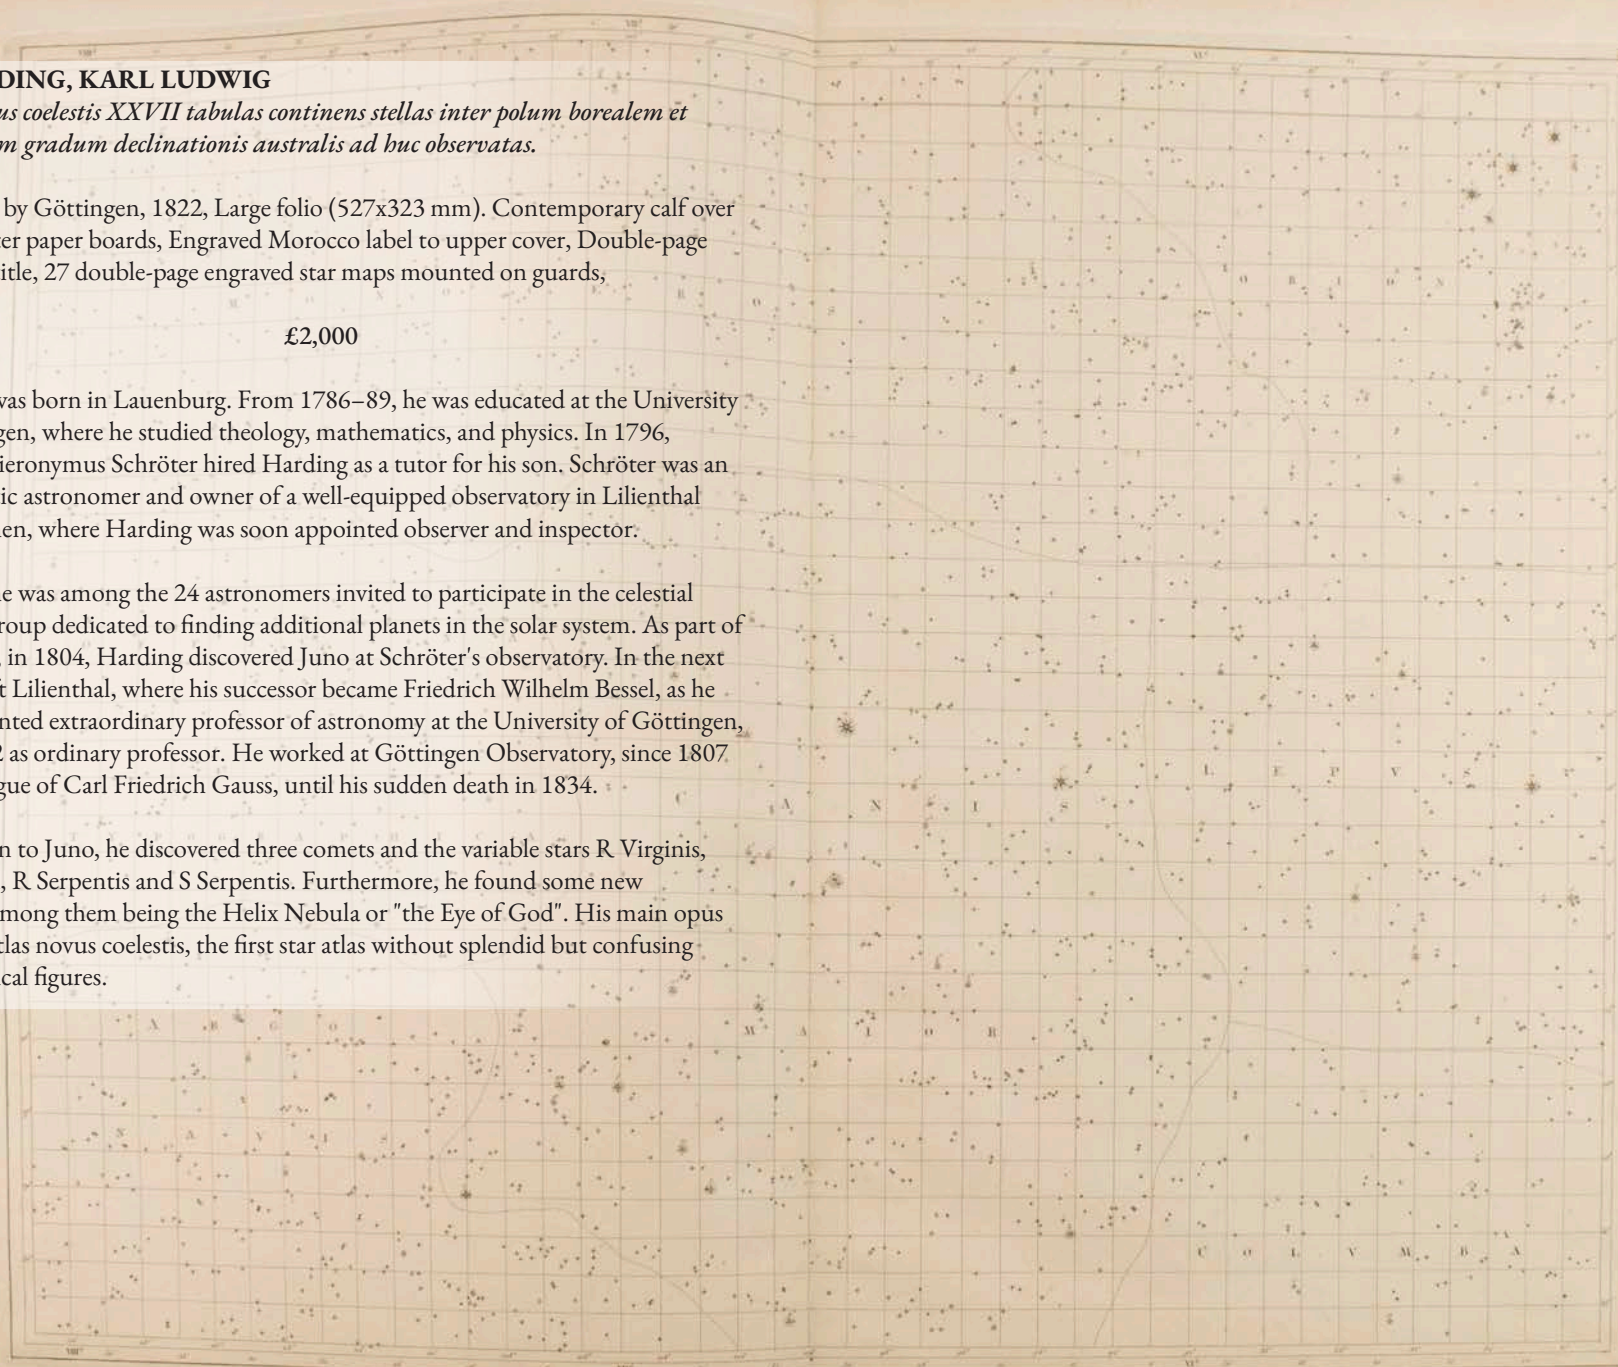 DING, KARL LUDWIG
us coelestis XXVII tabulas continens stellas inter polum borealem et
m gradum declinationis australis ad huc observatas.
by Göttingen, 1822, Large folio (527x323 mm). Contemporary calf over
er paper boards, Engraved Morocco label to upper cover, Double-page
itle, 27 double-page engraved star maps mounted on guards,
£2,000
was born in Lauenburg. From 1786–89, he was educated at the University
gen, where he studied theology, mathematics, and physics. In 1796,
ieronymus Schröter hired Harding as a tutor for his son. Schröter was an
ic astronomer and owner of a well-equipped observatory in Lilienthal
en, where Harding was soon appointed observer and inspector.
e was among the 24 astronomers invited to participate in the celestial
roup dedicated to finding additional planets in the solar system. As part of
, in 1804, Harding discovered Juno at Schröter's observatory. In the next
t Lilienthal, where his successor became Friedrich Wilhelm Bessel, as he
nted extraordinary professor of astronomy at the University of Göttingen,
2 as ordinary professor. He worked at Göttingen Observatory, since 1807
gue of Carl Friedrich Gauss, until his sudden death in 1834.
n to Juno, he discovered three comets and the variable stars R Virginis,
, R Serpentis and S Serpentis. Furthermore, he found some new
mong them being the Helix Nebula or "the Eye of God". His main opus
tlas novus coelestis, the first star atlas without splendid but confusing
cal figures.
ORION
MONOCEROS
LEPVS
CANIS
MAIOR
ARGO
NAVIS
COLVMBA